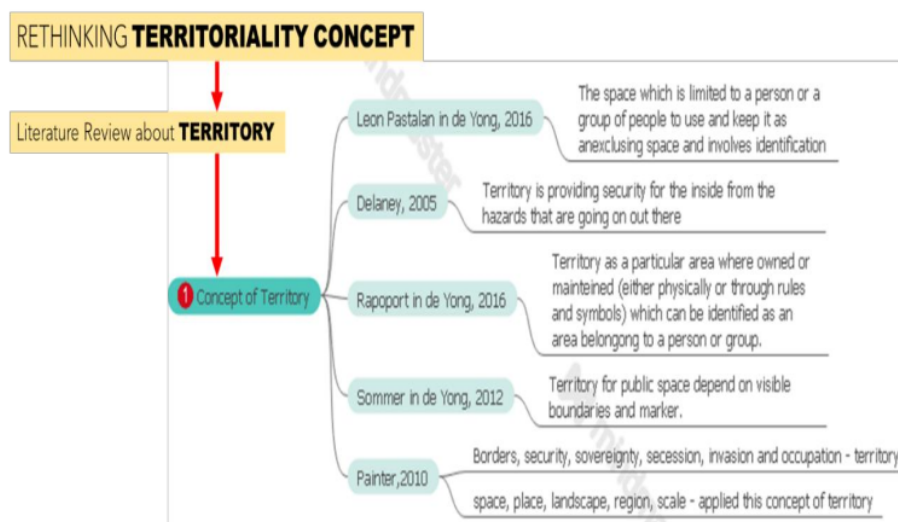 RETHINKING TERRITORIALITY CONCEPT
Literature Review about TERRITORY
1 Concept of Territory
Leon Pastalan in de Yong, 2016
The space which is limited to a person or a
group of people to use and keep it as
anexclusing space and involves identification
Delaney, 2005
Territory is providing security for the inside from the
hazards that are going on out there
Rapoport in de Yong, 2016
Territory as a particular area where owned or
mainteined (either physically or through rules
and symbols) which can be identified as an
area belongong to a person or group.
Sommer in de Yong, 2012
Territory for public space depend on visible
boundaries and marker.
Painter,2010
Borders, security, sovereignty, secession, invasion and occupation - territory
space, place, landscape, region, scale - applied this concept of territory